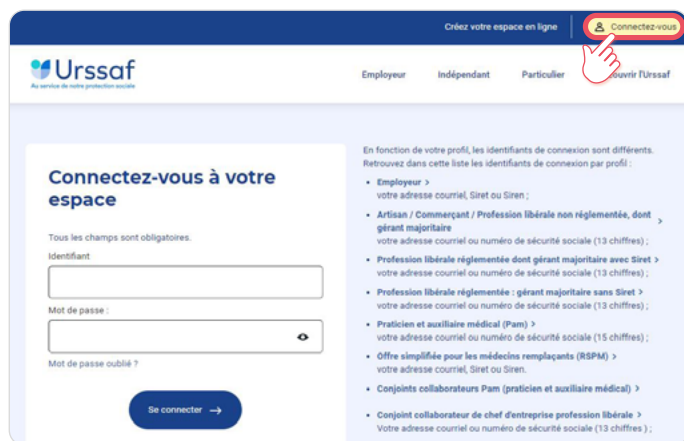 Créez votre espace en ligne
Connectez-vous
Urssaf
Au service de notre protection sociale
Employeur
Indépendant
Particulier
couvrir l'Urssaf
Connectez-vous à votre
espace
Tous les champs sont obligatoires.
Identifiant
Mot de passe :
Mot de passe oublié ?
Se connecter →
En fonction de votre profil, les identifiants de connexion sont différents.
Retrouvez dans cette liste les identifiants de connexion par profil :
• Employeur >
votre adresse courriel, Siret ou Siren ;
• Artisan / Commerçant / Profession libérale non réglementée, dont
gérant majoritaire >
votre adresse courriel ou numéro de sécurité sociale (13 chiffres) ;
• Profession libérale réglementée dont gérant majoritaire avec Siret >
votre adresse courriel ou numéro de sécurité sociale (13 chiffres) ;
• Profession libérale réglementée : gérant majoritaire sans Siret >
votre adresse courriel ou numéro de sécurité sociale (13 chiffres) ;
• Praticien et auxiliaire médical (Pam) >
votre adresse courriel ou numéro de sécurité sociale (15 chiffres) ;
• Offre simplifiée pour les médecins remplaçants (RSPM) >
votre adresse courriel, Siret ou Siren.
• Conjoints collaborateurs Pam (praticien et auxiliaire médical) >
• Conjoint collaborateur de chef d'entreprise profession libérale >
Votre adresse courriel ou numéro de sécurité sociale (13 chiffres ) ;